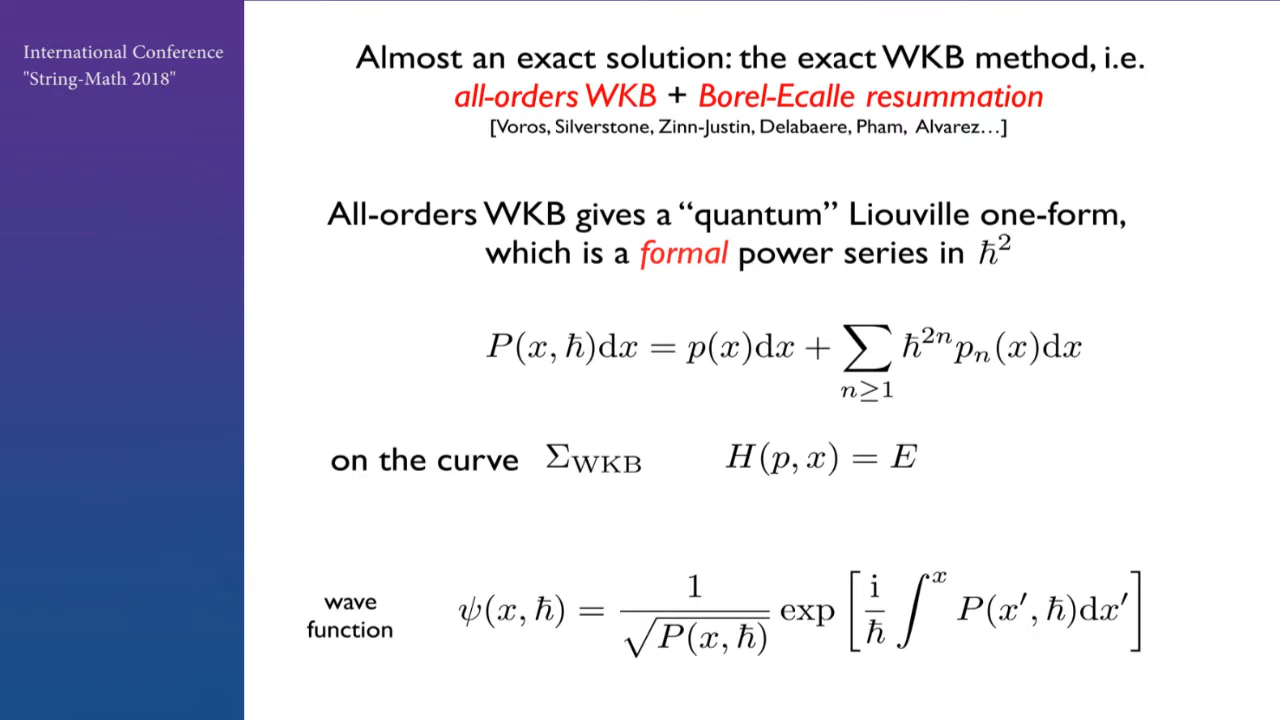 International Conference
"String-Math 2018"
Almost an exact solution: the exact WKB method, i.e.
all-orders WKB + Borel-Ecalle resummation
[Voros, Silverstone, Zinn-Justin, Delabaere, Pham, Alvarez...]
All-orders WKB gives a “quantum” Liouville one-form,
which is a formal power series in ℏ²
P(x, ℏ)dx = p(x)dx + ∑_{n≥1} ℏ^{2n} p_n(x)dx
on the curve Σ_WKB H(p, x) = E
wave
function
ψ(x, ℏ) = 1/√P(x, ℏ) exp [ i/ℏ ∫^x P(x′, ℏ)dx′ ]